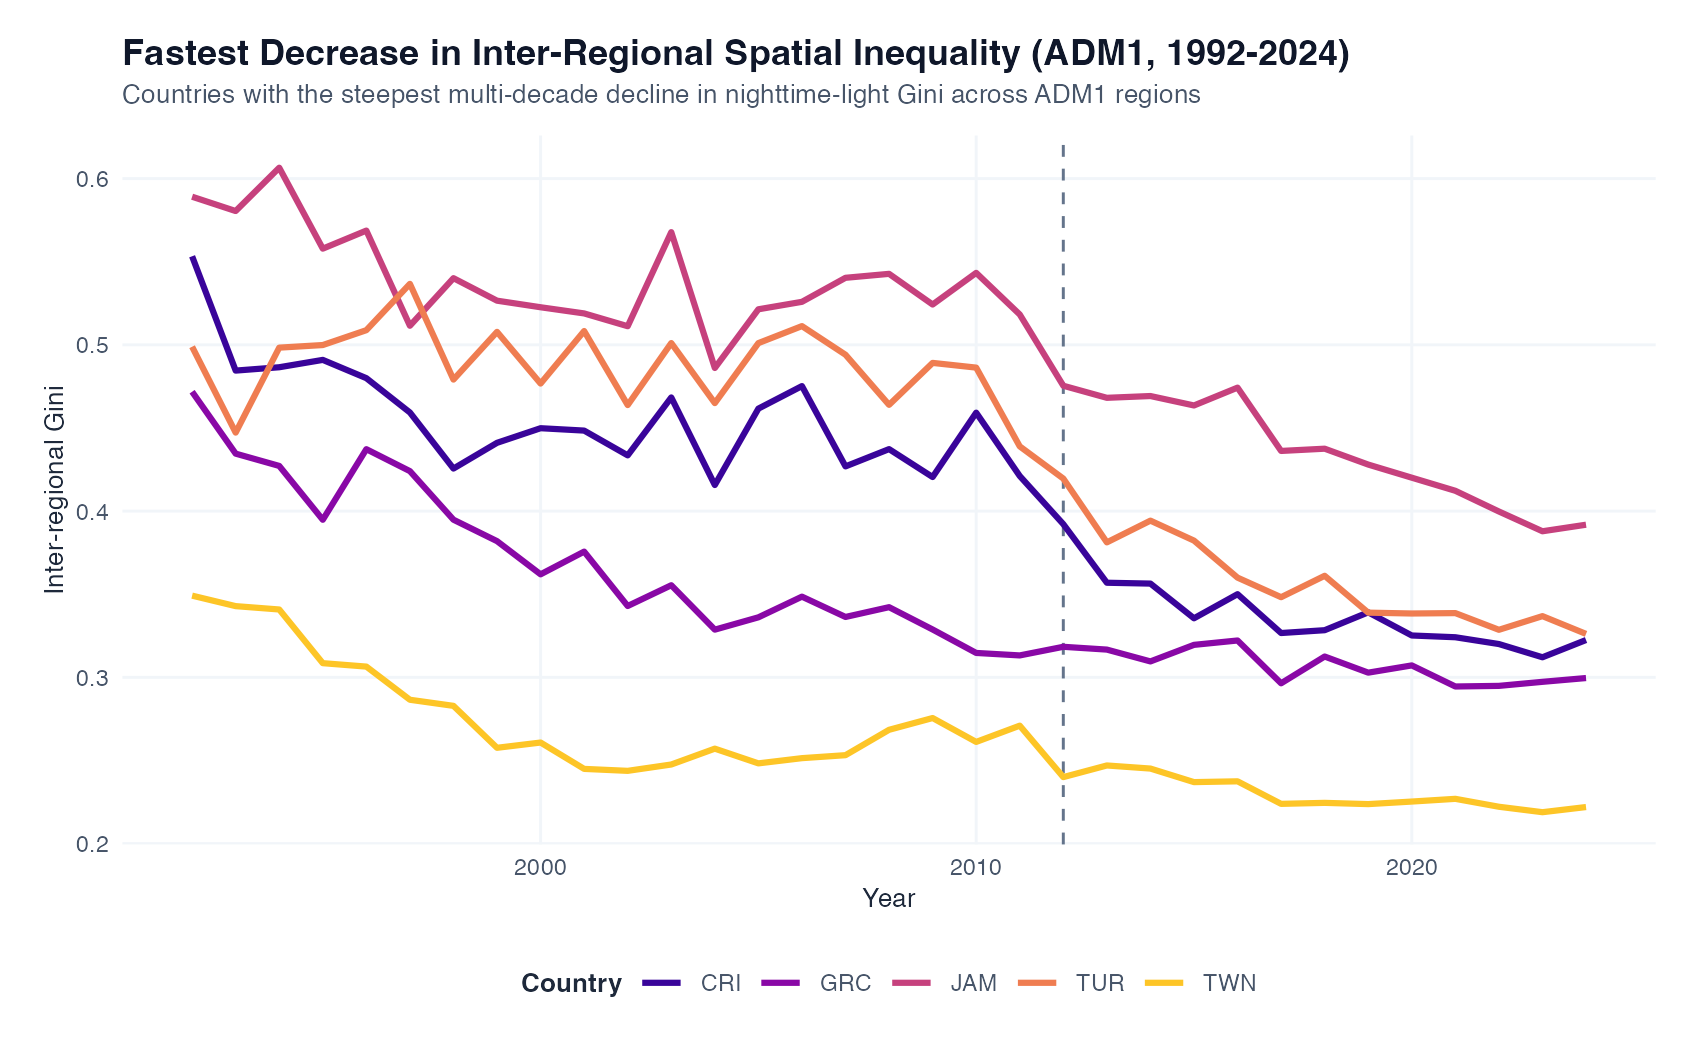 Fastest Decrease in Inter-Regional Spatial Inequality (ADM1, 1992-2024)
Countries with the steepest multi-decade decline in nighttime-light Gini across ADM1 regions
Inter-regional Gini
0.6
0.5
0.4
0.3
0.2
2000 2010 2020
Year
Country CRI GRC JAM TUR TWN